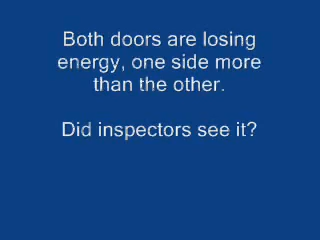 Both doors are losing
energy, one side more
than the other.
Did inspectors see it?